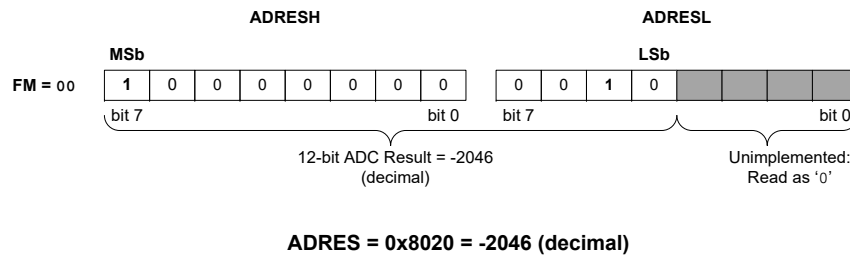 ADRESH ADRESL
MSb LSb
FM = 00 1 0 0 0 0 0 0 0 0 0 1 0
bit 7 bit 0 bit 7 bit 0
12-bit ADC Result = -2046
(decimal)
Unimplemented:
Read as ‘0’
ADRES = 0x8020 = -2046 (decimal)